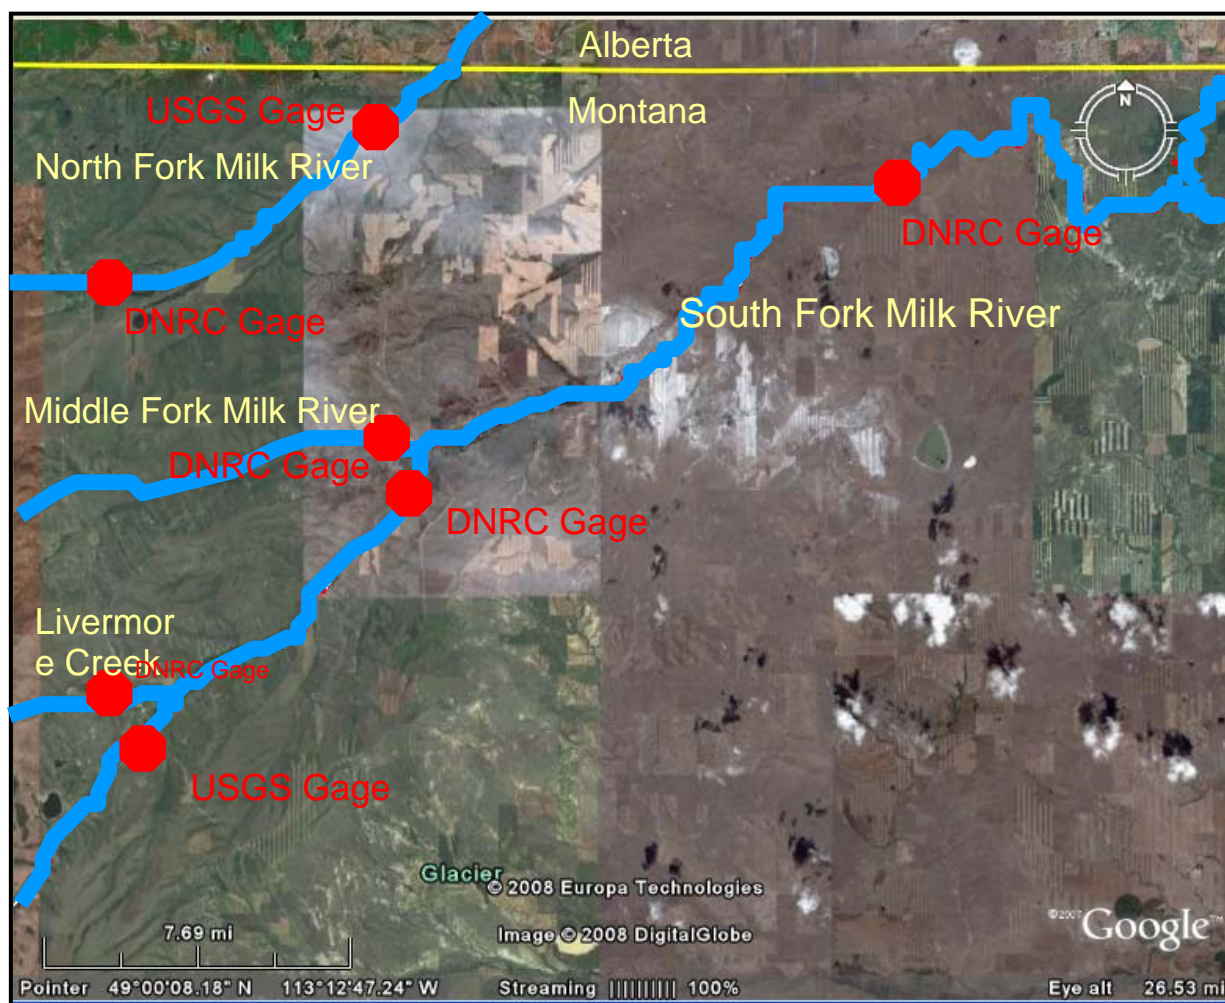 Alberta
USGS Gage
Montana
North Fork Milk River
N
DNRC Gage
DNRC Gage
South Fork Milk River
Middle Fork Milk River
DNRC Gage
DNRC Gage
Livermor
e Creek
DNRC Gage
USGS Gage
Glacier
© 2008 Europa Technologies
7.69 mi
Image © 2008 DigitalGlobe
©2007 Google™
Pointer 49°00'08.18" N 113°12'47.24" W Streaming |||||||||| 100% Eye alt 26.53 mi